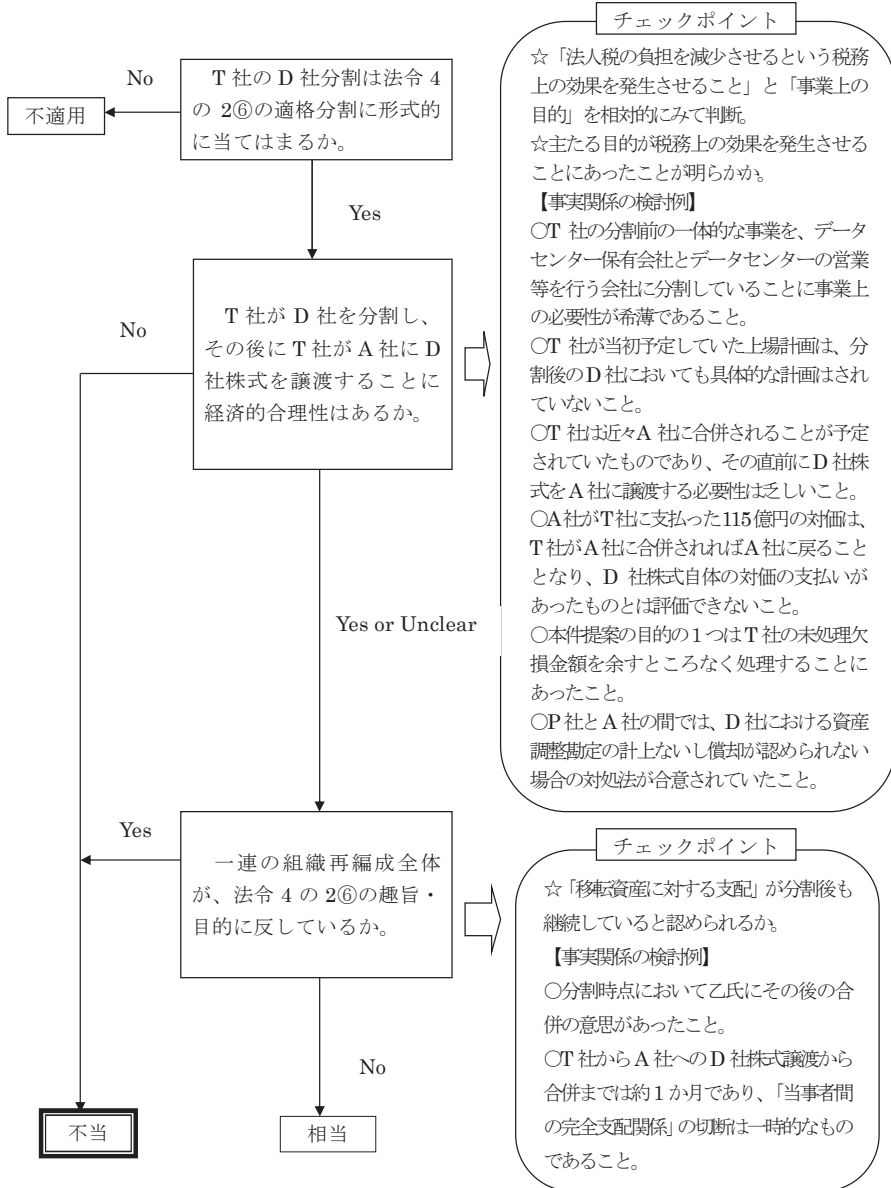 No
T 社の D 社分割は法令 4
の 2⑥の適格分割に形式的
に当てはまるか。
不適用
Yes
No
T 社が D 社を分割し、
その後に T 社が A 社に D
社株式を譲渡することに
経済的合理性はあるか。
Yes or Unclear
Yes
一連の組織再編成全体
が、法令 4 の 2⑥の趣旨・
目的に反しているか。
No
不当
相当
チェックポイント
☆「法人税の負担を減少させるという税務
上の効果を発生させること」と「事業上の
目的」を相対的にみて判断。
☆主たる目的が税務上の効果を発生させる
ことにあったことが明らかか。
【事実関係の検討例】
○T 社の分割前の一体的な事業を、データ
センター保有会社とデータセンターの営業
等を行う会社に分割していることに事業上
の必要性が希薄であること。
○T 社が当初予定していた上場計画は、分
割後の D 社においても具体的な計画はされ
ていないこと。
○T 社は近々A 社に合併されることが予定
されていたものであり、その直前に D 社株
式を A 社に譲渡する必要性は乏しいこと。
○A 社が T 社に支払った 115 億円の対価は、
T 社が A 社に合併されれば A 社に戻ること
となり、D 社株式自体の対価の支払いが
あったものとは評価できないこと。
○本件提案の目的の 1 つは T 社の未処理欠
損金額を余すところなく処理することに
あったこと。
○P 社と A 社の間では、D 社における資産
調整勘定の計上ないし償却が認められない
場合の対処法が合意されていたこと。
チェックポイント
☆「移転資産に対する支配」が分割後も
継続していると認められるか。
【事実関係の検討例】
○分割時点において乙氏にその後の合
併の意思があったこと。
○T 社から A 社への D 社株式譲渡から
合併までは約 1 か月であり、「当事者間
の完全支配関係」の切断は一時的なもの
であること。